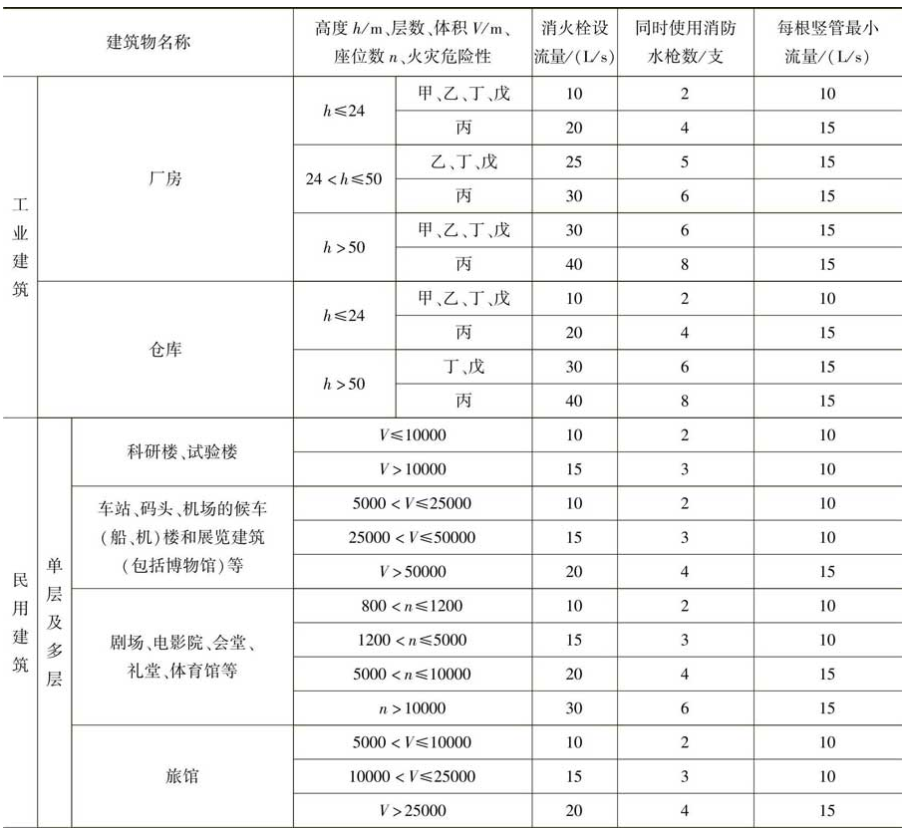 建筑物名称 高度 h/m、层数、体积 V/m、座位数 n、火灾危险性 消火栓设流量/(L/s) 同时使用消防水枪数/支 每根竖管最小流量/(L/s)
工业建筑 厂房 h≤24 甲、乙、丁、戊 10 2 10
丙 20 4 15
24<h≤50 乙、丁、戊 25 5 15
丙 30 6 15
h>50 甲、乙、丁、戊 30 6 15
丙 40 8 15
仓库 h≤24 甲、乙、丁、戊 10 2 10
丙 20 4 15
h>50 丁、戊 30 6 15
丙 40 8 15
民用建筑 单层及多层 科研楼、试验楼 V≤10000 10 2 10
V>10000 15 3 10
车站、码头、机场的候车(船、机)楼和展览建筑(包括博物馆)等 5000<V≤25000 10 2 10
25000<V≤50000 15 3 10
V>50000 20 4 15
剧场、电影院、会堂、礼堂、体育馆等 800<n≤1200 10 2 10
1200<n≤5000 15 3 10
5000<n≤10000 20 4 15
n>10000 30 6 15
旅馆 5000<V≤10000 10 2 10
10000<V≤25000 15 3 10
V>25000 20 4 15